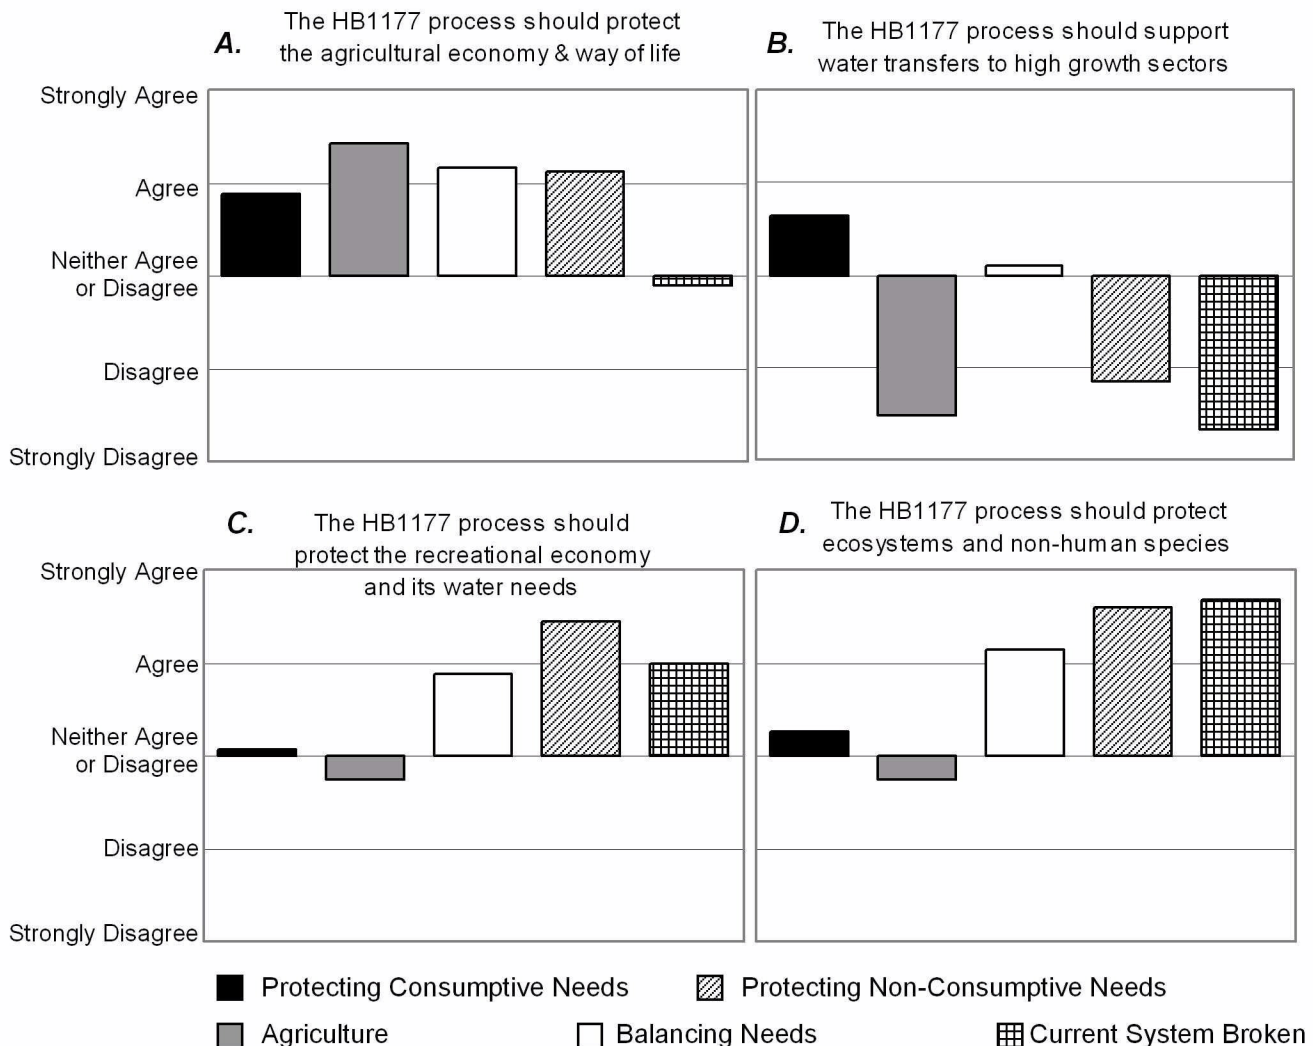 A.
The HB1177 process should protect
the agricultural economy & way of life
B.
The HB1177 process should support
water transfers to high growth sectors
Strongly Agree
Agree
Neither Agree
or Disagree
Disagree
Strongly Disagree
C.
The HB1177 process should
protect the recreational economy
and its water needs
D.
The HB1177 process should protect
ecosystems and non-human species
Strongly Agree
Agree
Neither Agree
or Disagree
Disagree
Strongly Disagree
Protecting Consumptive Needs
Protecting Non-Consumptive Needs
Agriculture
Balancing Needs
Current System Broken